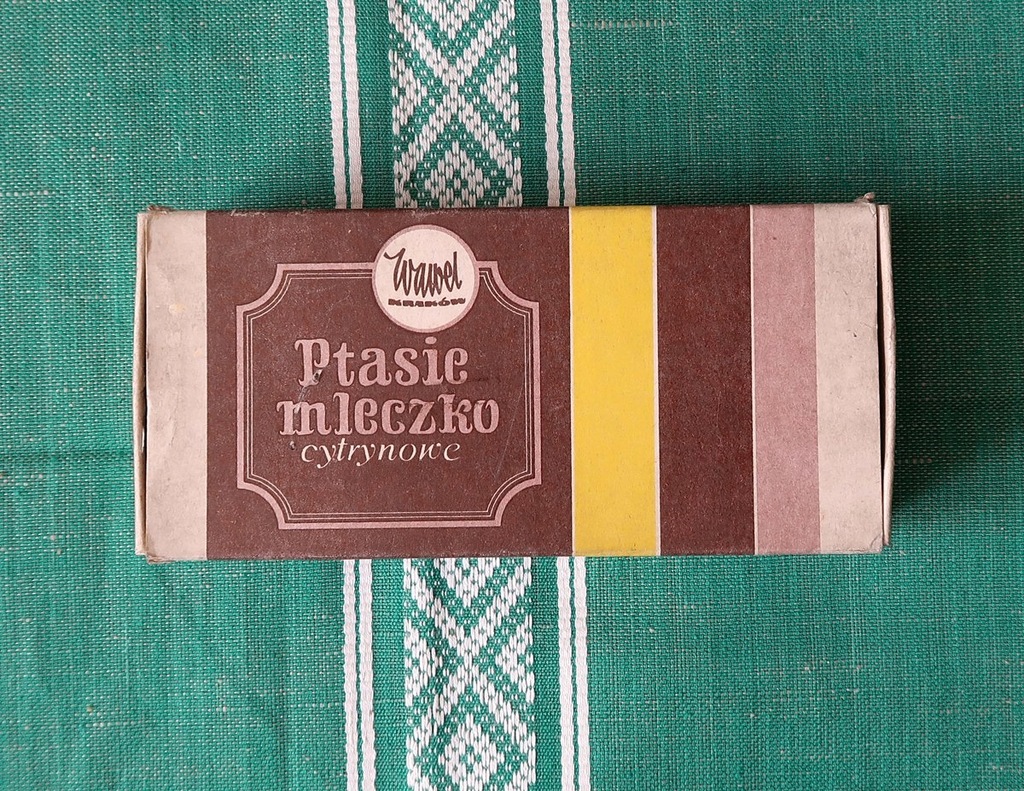 Wawel
KRAKÓW
Ptasie
mleczko
cytrynowe